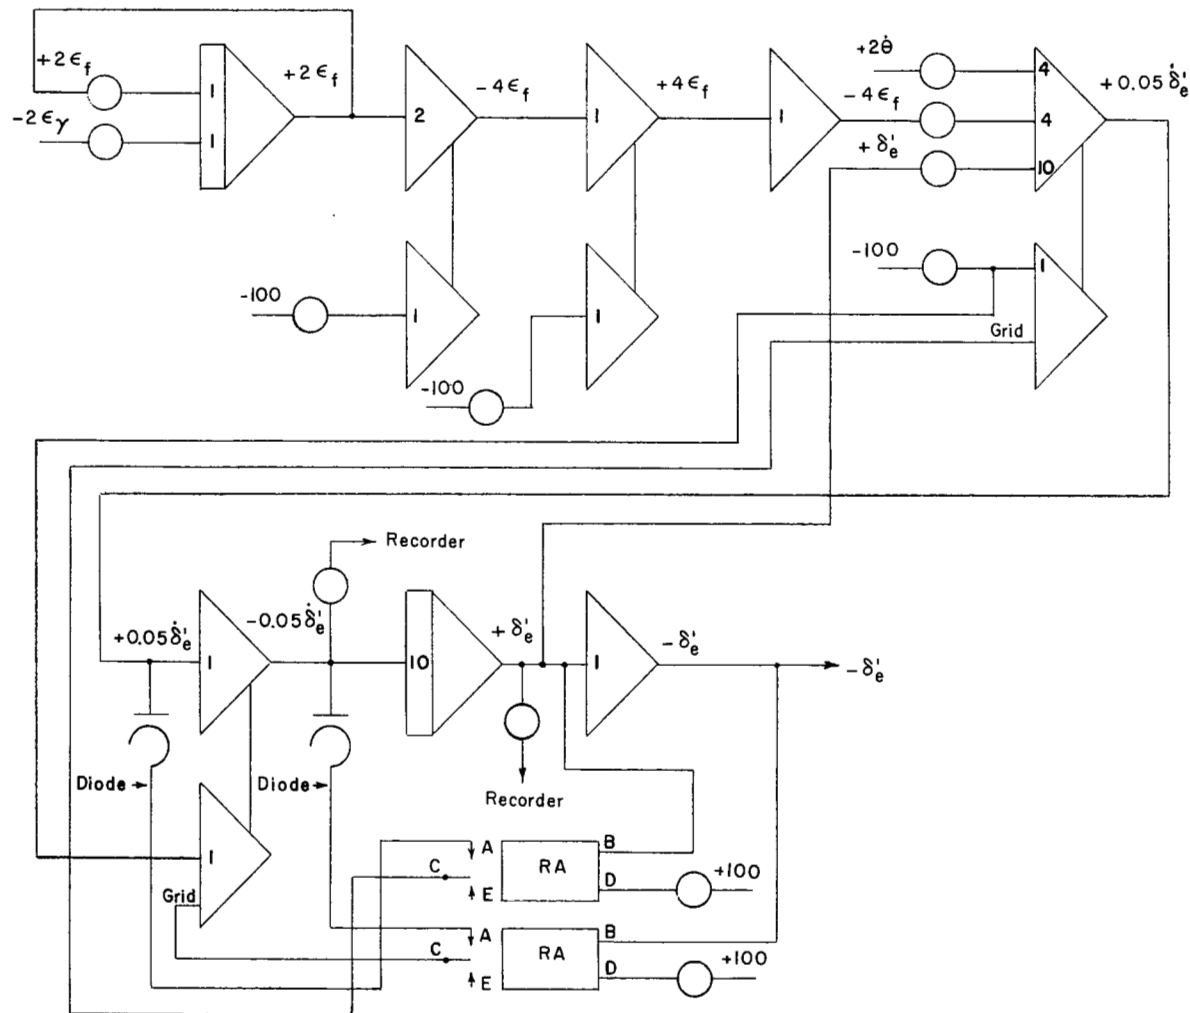 +2ϵf
-2ϵγ
1
1
+2ϵf
2
-4ϵf
1
+4ϵf
1
+2θ̇
-4ϵf
+δ'e
4
4
10
+0.05δ̇'e
-100
1
-100
1
-100
1
Grid
Recorder
+0.05δ̇'e
1
-0.05δ̇'e
10
+δ'e
1
-δ'e
-δ'e
Diode
Diode
Recorder
1
Grid
A
C
E
RA
B
D
+100
A
C
E
RA
B
D
+100